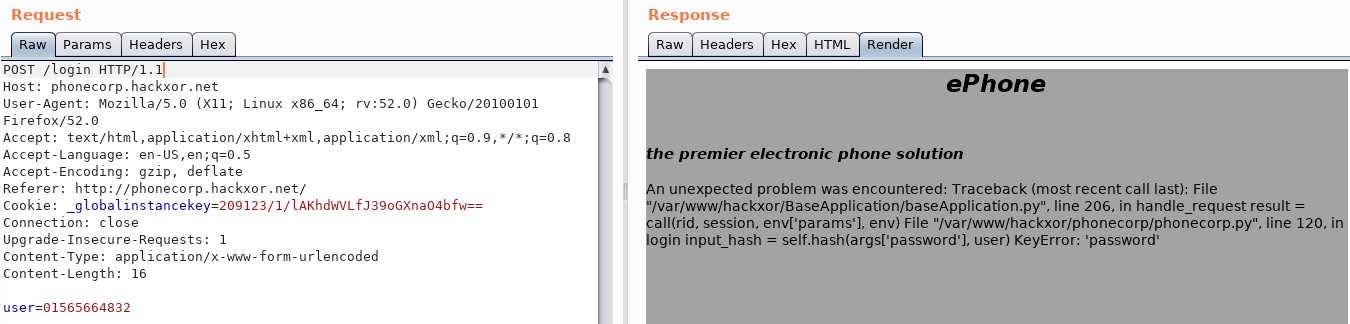 Request
Raw Params Headers Hex
POST /login HTTP/1.1
Host: phonecorp.hackxor.net
User-Agent: Mozilla/5.0 (X11; Linux x86_64; rv:52.0) Gecko/20100101
Firefox/52.0
Accept: text/html,application/xhtml+xml,application/xml;q=0.9,*/*;q=0.8
Accept-Language: en-US,en;q=0.5
Accept-Encoding: gzip, deflate
Referer: http://phonecorp.hackxor.net/
Cookie: _globalinstancekey=209123/1/lAKhdWVLfJ39oGXnaO4bfw==
Connection: close
Upgrade-Insecure-Requests: 1
Content-Type: application/x-www-form-urlencoded
Content-Length: 16
user=01565664832
Response
Raw Headers Hex HTML Render
ePhone
the premier electronic phone solution
An unexpected problem was encountered: Traceback (most recent call last): File
"/var/www/hackxor/BaseApplication/baseApplication.py", line 206, in handle_request result =
call(rid, session, env['params'], env) File "/var/www/hackxor/phonecorp/phonecorp.py", line 120, in
login input_hash = self.hash(args['password'], user) KeyError: 'password'